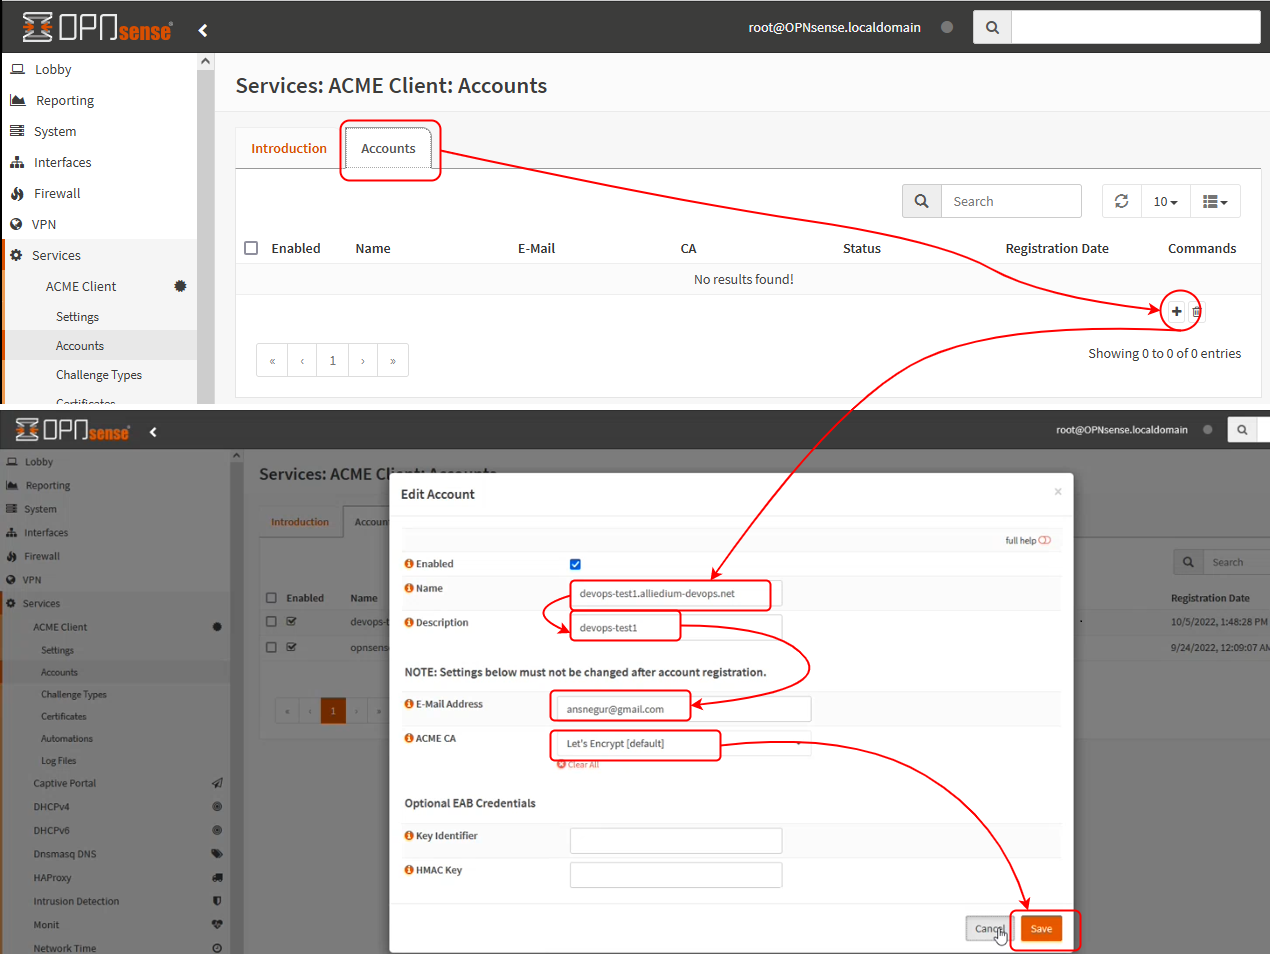 OPNsense®
root@OPNsense.localdomain
Lobby
Reporting
System
Interfaces
Firewall
VPN
Services
ACME Client
Settings
Accounts
Challenge Types
Certificates
Services: ACME Client: Accounts
Introduction
Accounts
Search
10
Enabled Name E-Mail CA Status Registration Date Commands
No results found!
« ‹ 1 › »
Showing 0 to 0 of 0 entries
OPNsense
root@OPNsense.localdomain
Lobby
Reporting
System
Interfaces
Firewall
VPN
Services
ACME Client
Settings
Accounts
Challenge Types
Certificates
Automations
Log Files
Captive Portal
DHCPv4
DHCPv6
Dnsmasq DNS
HAProxy
Intrusion Detection
Monit
Network Time
Services: ACME Client: Accounts
Introduction
Accoun
Search
Enabled Name
Registration Date
devops-t
10/5/2022, 1:48:28 PM
opnsens
9/24/2022, 12:09:07 AM
« ‹ 1 › »
Edit Account
×
full help
Enabled
Name
devops-test1.alliedium-devops.net
Description
devops-test1
NOTE: Settings below must not be changed after account registration.
E-Mail Address
ansnegur@gmail.com
ACME CA
Let's Encrypt [default]
Clear All
Optional EAB Credentials
Key Identifier
HMAC Key
Cancel
Save